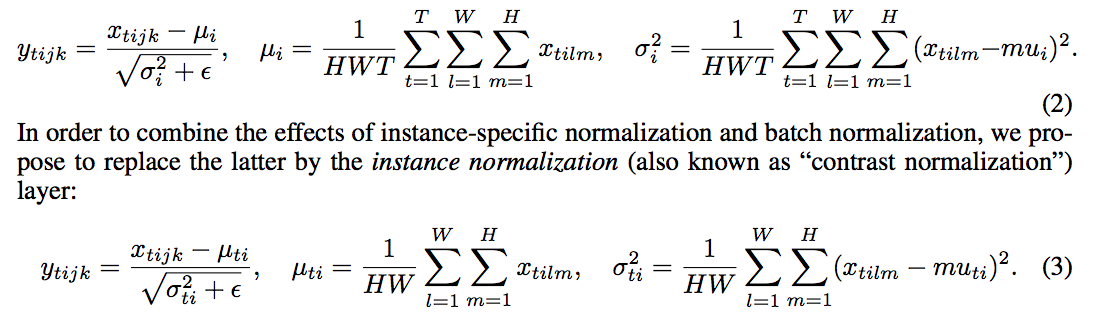 $y_{tijk} = \frac{x_{tijk} - \mu_i}{\sqrt{\sigma_i^2 + \epsilon}}, \quad \mu_i = \frac{1}{HWT} \sum_{t=1}^{T} \sum_{l=1}^{W} \sum_{m=1}^{H} x_{tilm}, \quad \sigma_i^2 = \frac{1}{HWT} \sum_{t=1}^{T} \sum_{l=1}^{W} \sum_{m=1}^{H} (x_{tilm} - mu_i)^2.$
(2)
In order to combine the effects of instance-specific normalization and batch normalization, we pro-
pose to replace the latter by the instance normalization (also known as “contrast normalization”)
layer:
$y_{tijk} = \frac{x_{tijk} - \mu_{ti}}{\sqrt{\sigma_{ti}^2 + \epsilon}}, \quad \mu_{ti} = \frac{1}{HW} \sum_{l=1}^{W} \sum_{m=1}^{H} x_{tilm}, \quad \sigma_{ti}^2 = \frac{1}{HW} \sum_{l=1}^{W} \sum_{m=1}^{H} (x_{tilm} - mu_{ti})^2. \quad (3)$